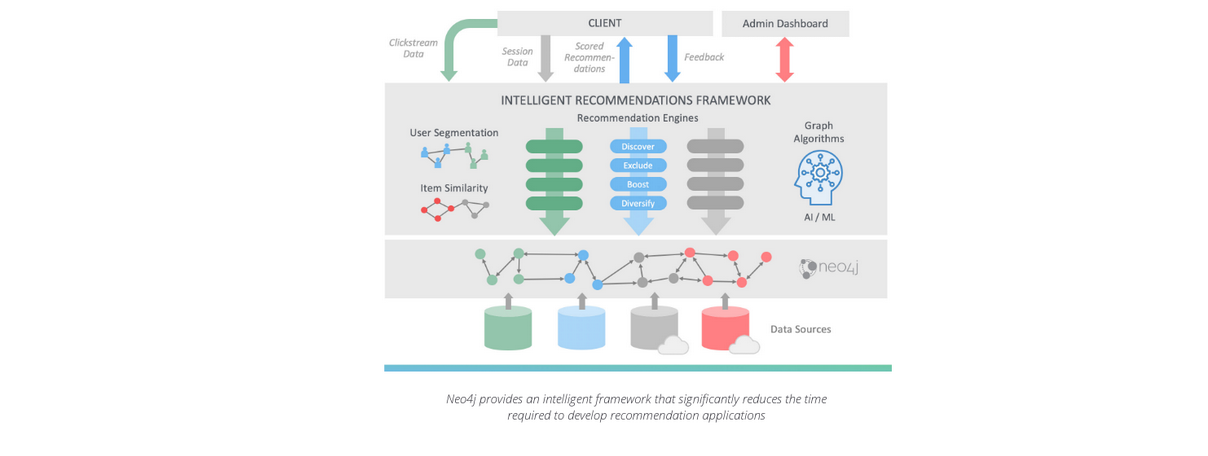 CLIENT
Admin Dashboard
Clickstream
Data
Session
Data
Scored
Recommen-
dations
Feedback
INTELLIGENT RECOMMENDATIONS FRAMEWORK
Recommendation Engines
User Segmentation
Item Similarity
Discover
Exclude
Boost
Diversify
Graph
Algorithms
AI / ML
neo4j
Data Sources
Neo4j provides an intelligent framework that significantly reduces the time
required to develop recommendation applications